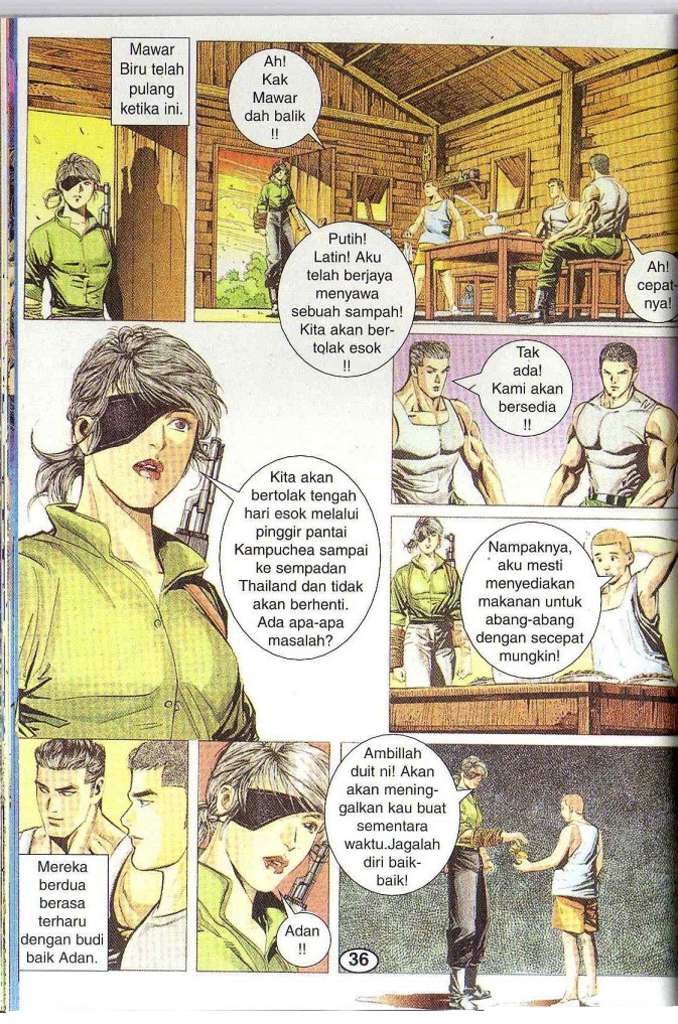 Mawar
Biru telah
pulang
ketika ini.
Ah!
Kak
Mawar
dah balik
!!
Putih!
Latin! Aku
telah berjaya
menyawa
sebuah sampah!
Kita akan ber-
tolak esok
!!
Ah!
cepat-
nya!
Kita akan
bertolak tengah
hari esok melalui
pinggir pantai
Kampuchea sampai
ke sempadan
Thailand dan tidak
akan berhenti.
Ada apa-apa
masalah?
Tak
ada!
Kami akan
bersedia
!!
Nampaknya,
aku mesti
menyediakan
makanan untuk
abang-abang
dengan secepat
mungkin!
Mereka
berdua
berasa
terharu
dengan budi
baik Adan.
Adan
!!
Ambillah
duit ni! Akan
akan mening-
galkan kau buat
sementara
waktu.Jagalah
diri baik-
baik!
36